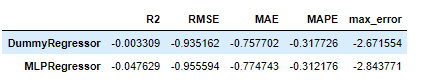 R2 RMSE MAE MAPE max_error
DummyRegressor -0.003309 -0.935162 -0.757702 -0.317726 -2.671554
MLPRegressor -0.047629 -0.955594 -0.774743 -0.312176 -2.843771